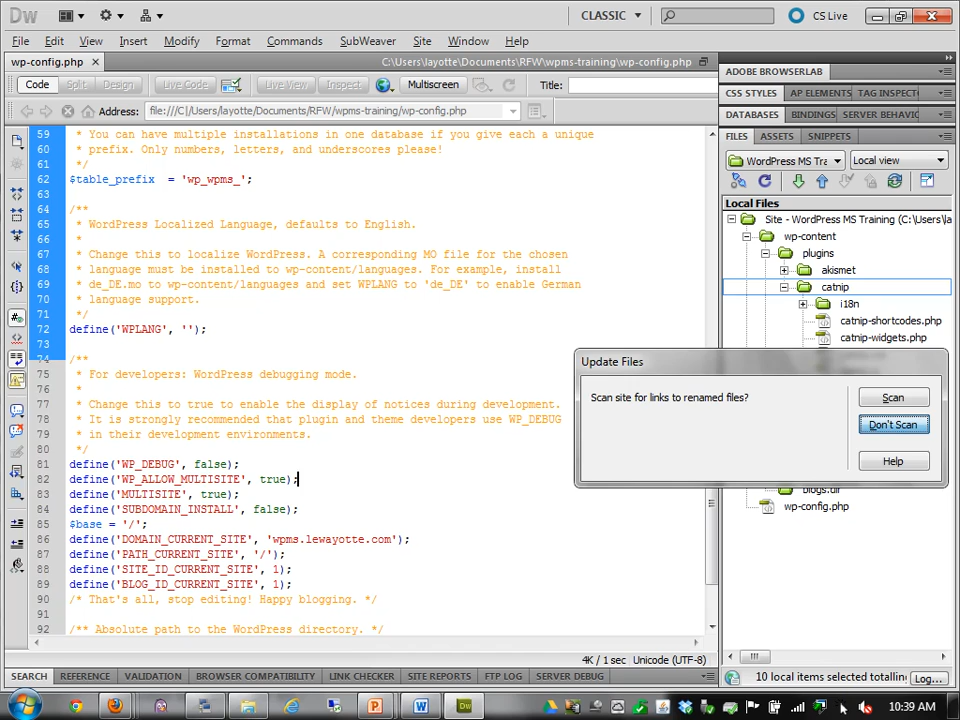 Dw
CLASSIC
CS Live
File Edit View Insert Modify Format Commands SubWeaver Site Window Help
wp-config.php
C:\Users\layotte\Documents\RFW\wpms-training\wp-config.php
Code Split Design Live Code Live View Inspect Multiscreen Title:
Address: file:///C|/Users/layotte/Documents/RFW/wpms-training/wp-config.php
59 * You can have multiple installations in one database if you give each a unique
60 * prefix. Only numbers, letters, and underscores please!
61 */
62 $table_prefix = 'wp_wpms_';
63
64 /**
65 * WordPress Localized Language, defaults to English.
66 *
67 * Change this to localize WordPress. A corresponding MO file for the chosen
68 * language must be installed to wp-content/languages. For example, install
69 * de_DE.mo to wp-content/languages and set WPLANG to 'de_DE' to enable German
70 * language support.
71 */
72 define('WPLANG', '');
73
74 /**
75 * For developers: WordPress debugging mode.
76 *
77 * Change this to true to enable the display of notices during development.
78 * It is strongly recommended that plugin and theme developers use WP_DEBUG
79 * in their development environments.
80 */
81 define('WP_DEBUG', false);
82 define('WP_ALLOW_MULTISITE', true);
83 define('MULTISITE', true);
84 define('SUBDOMAIN_INSTALL', false);
85 $base = '/';
86 define('DOMAIN_CURRENT_SITE', 'wpms.lewayotte.com');
87 define('PATH_CURRENT_SITE', '/');
88 define('SITE_ID_CURRENT_SITE', 1);
89 define('BLOG_ID_CURRENT_SITE', 1);
90 /* That's all, stop editing! Happy blogging. */
91
92 /** Absolute path to the WordPress directory. */
4K / 1 sec Unicode (UTF-8)
SEARCH REFERENCE VALIDATION BROWSER COMPATIBILITY LINK CHECKER SITE REPORTS FTP LOG SERVER DEBUG
ADOBE BROWSERLAB
CSS STYLES AP ELEMENTS TAG INSPECT
DATABASES BINDINGS SERVER BEHAVIO
FILES ASSETS SNIPPETS
WordPress MS Tra Local view
Local Files
Site - WordPress MS Training (C:\Users\la
wp-content
plugins
akismet
catnip
i18n
catnip-shortcodes.php
catnip-widgets.php
Update Files
Scan site for links to renamed files?
Scan
Don't Scan
Help
blogs.dir
wp-config.php
10 local items selected totalling
Log...
10:39 AM